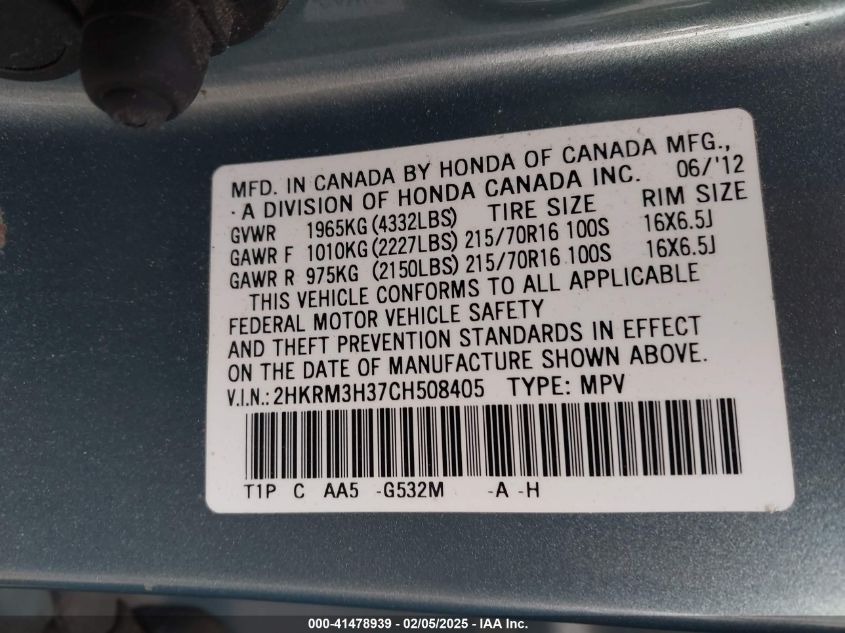 MFD. IN CANADA BY HONDA OF CANADA MFG.,
· A DIVISION OF HONDA CANADA INC. 06/'12
GVWR 1965KG (4332LBS) TIRE SIZE RIM SIZE
GAWR F 1010KG (2227LBS) 215/70R16 100S 16X6.5J
GAWR R 975KG (2150LBS) 215/70R16 100S 16X6.5J
THIS VEHICLE CONFORMS TO ALL APPLICABLE
FEDERAL MOTOR VEHICLE SAFETY
AND THEFT PREVENTION STANDARDS IN EFFECT
ON THE DATE OF MANUFACTURE SHOWN ABOVE.
V.I.N.: 2HKRM3H37CH508405 TYPE: MPV
T1P C AA5 -G532M -A -H
000-41478939 - 02/05/2025 - IAA Inc.